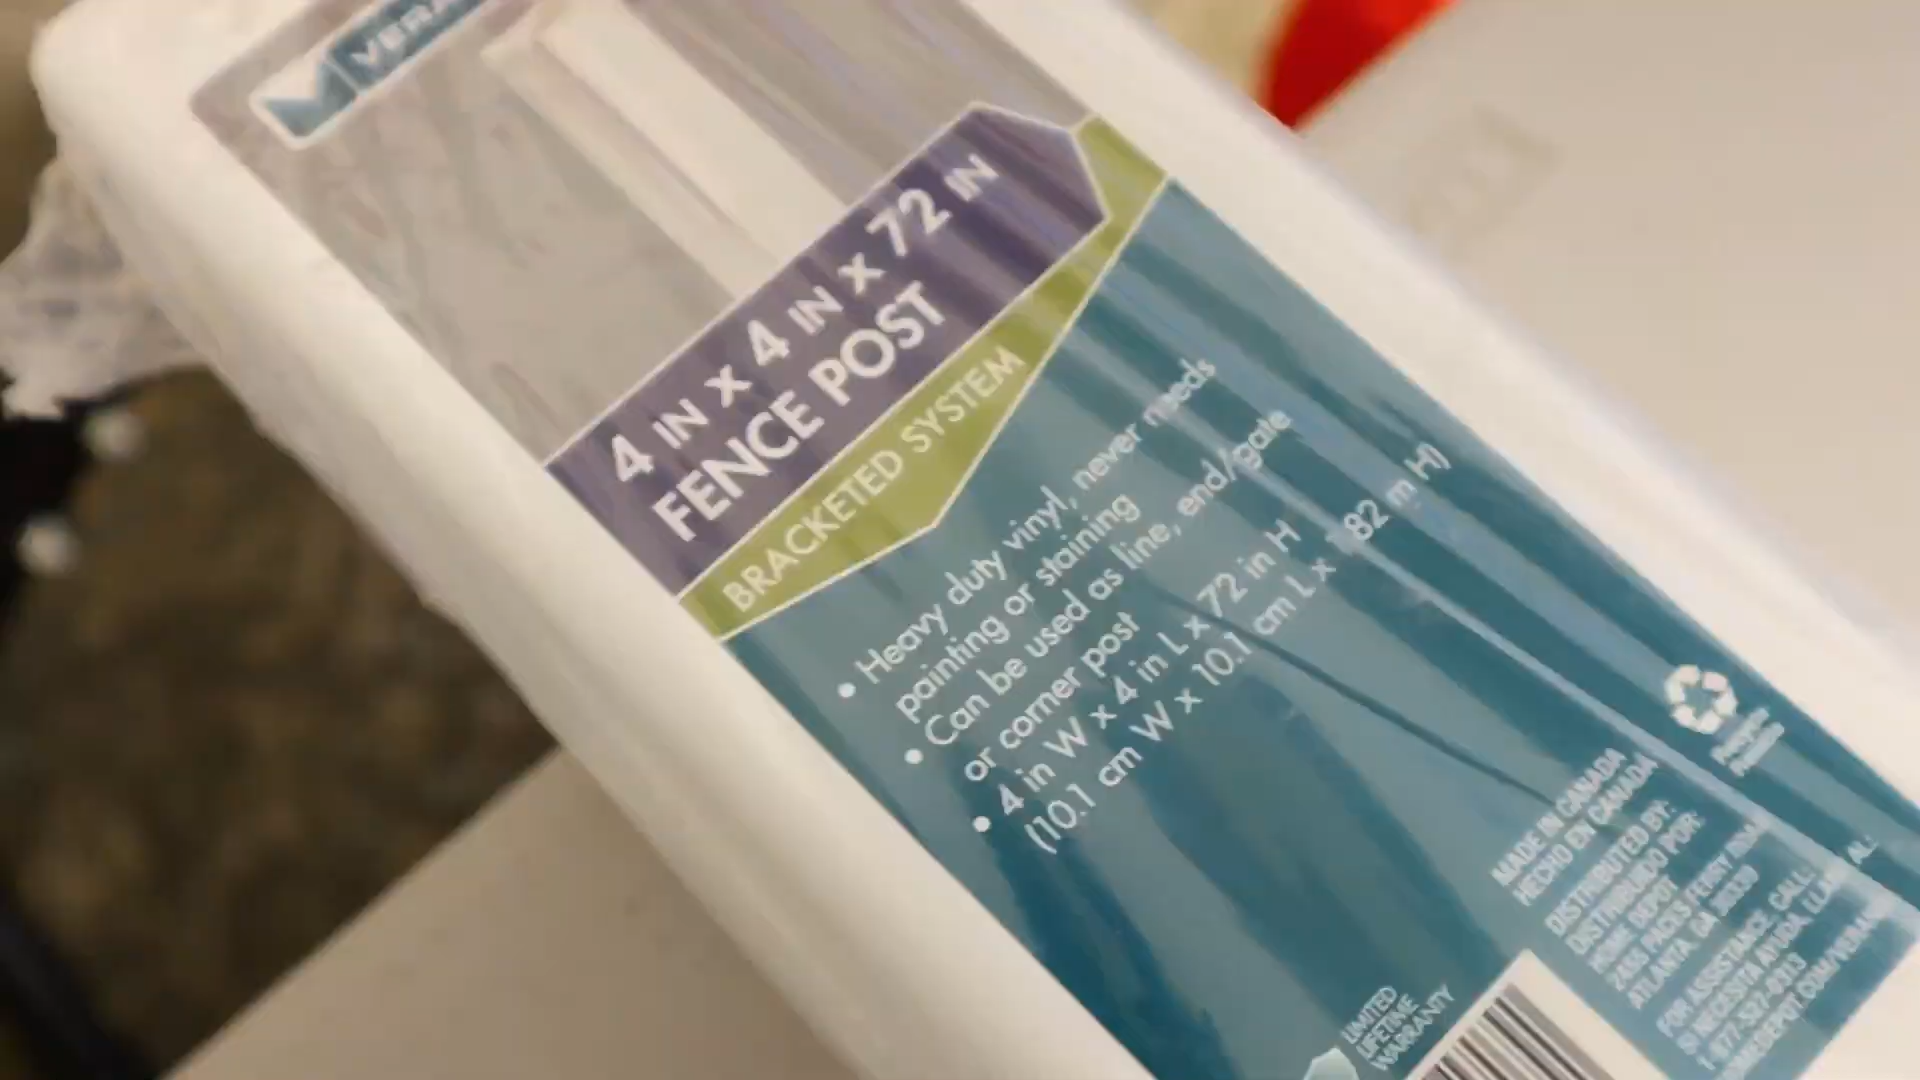 4 IN X 4 IN X 72 IN
FENCE POST
BRACKETED SYSTEM
• Heavy duty vinyl, never needs
painting or staining
• Can be used as line, end/gate
or corner post
• 4 in W x 4 in L x 72 in H
(10.1 cm W x 10.1 cm L x 82 m H)
MADE IN CANADA
HECHO EN CANADA
DISTRIBUTED BY:
DISTRIBUIDO POR:
HOME DEPOT
2455 PACES FERRY
ATLANTA, GA 30339
FOR ASSISTANCE, CALL:
SI NECESITA AYUDA, LLAME AL:
1-877-527-0313
LIMITED
LIFETIME
WARRANTY